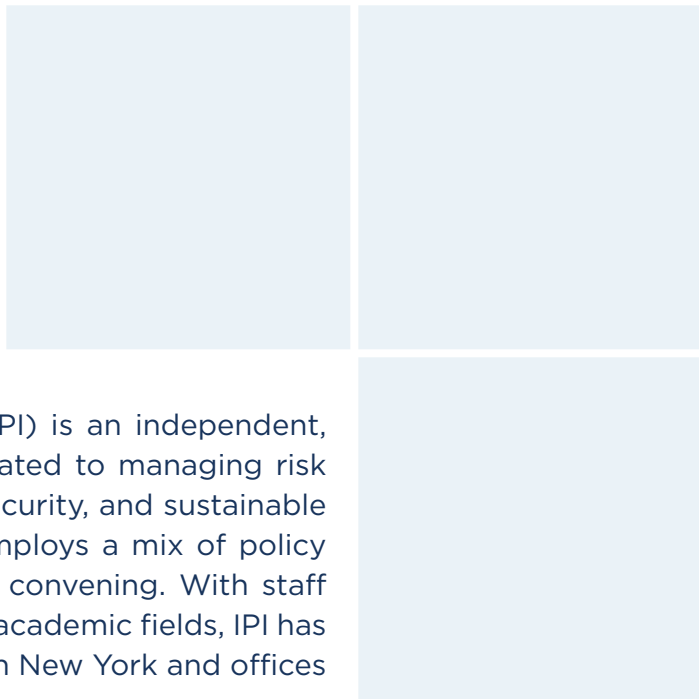 PI) is an independent,
ated to managing risk
curity, and sustainable
mploys a mix of policy
convening. With staff
academic fields, IPI has
n New York and offices